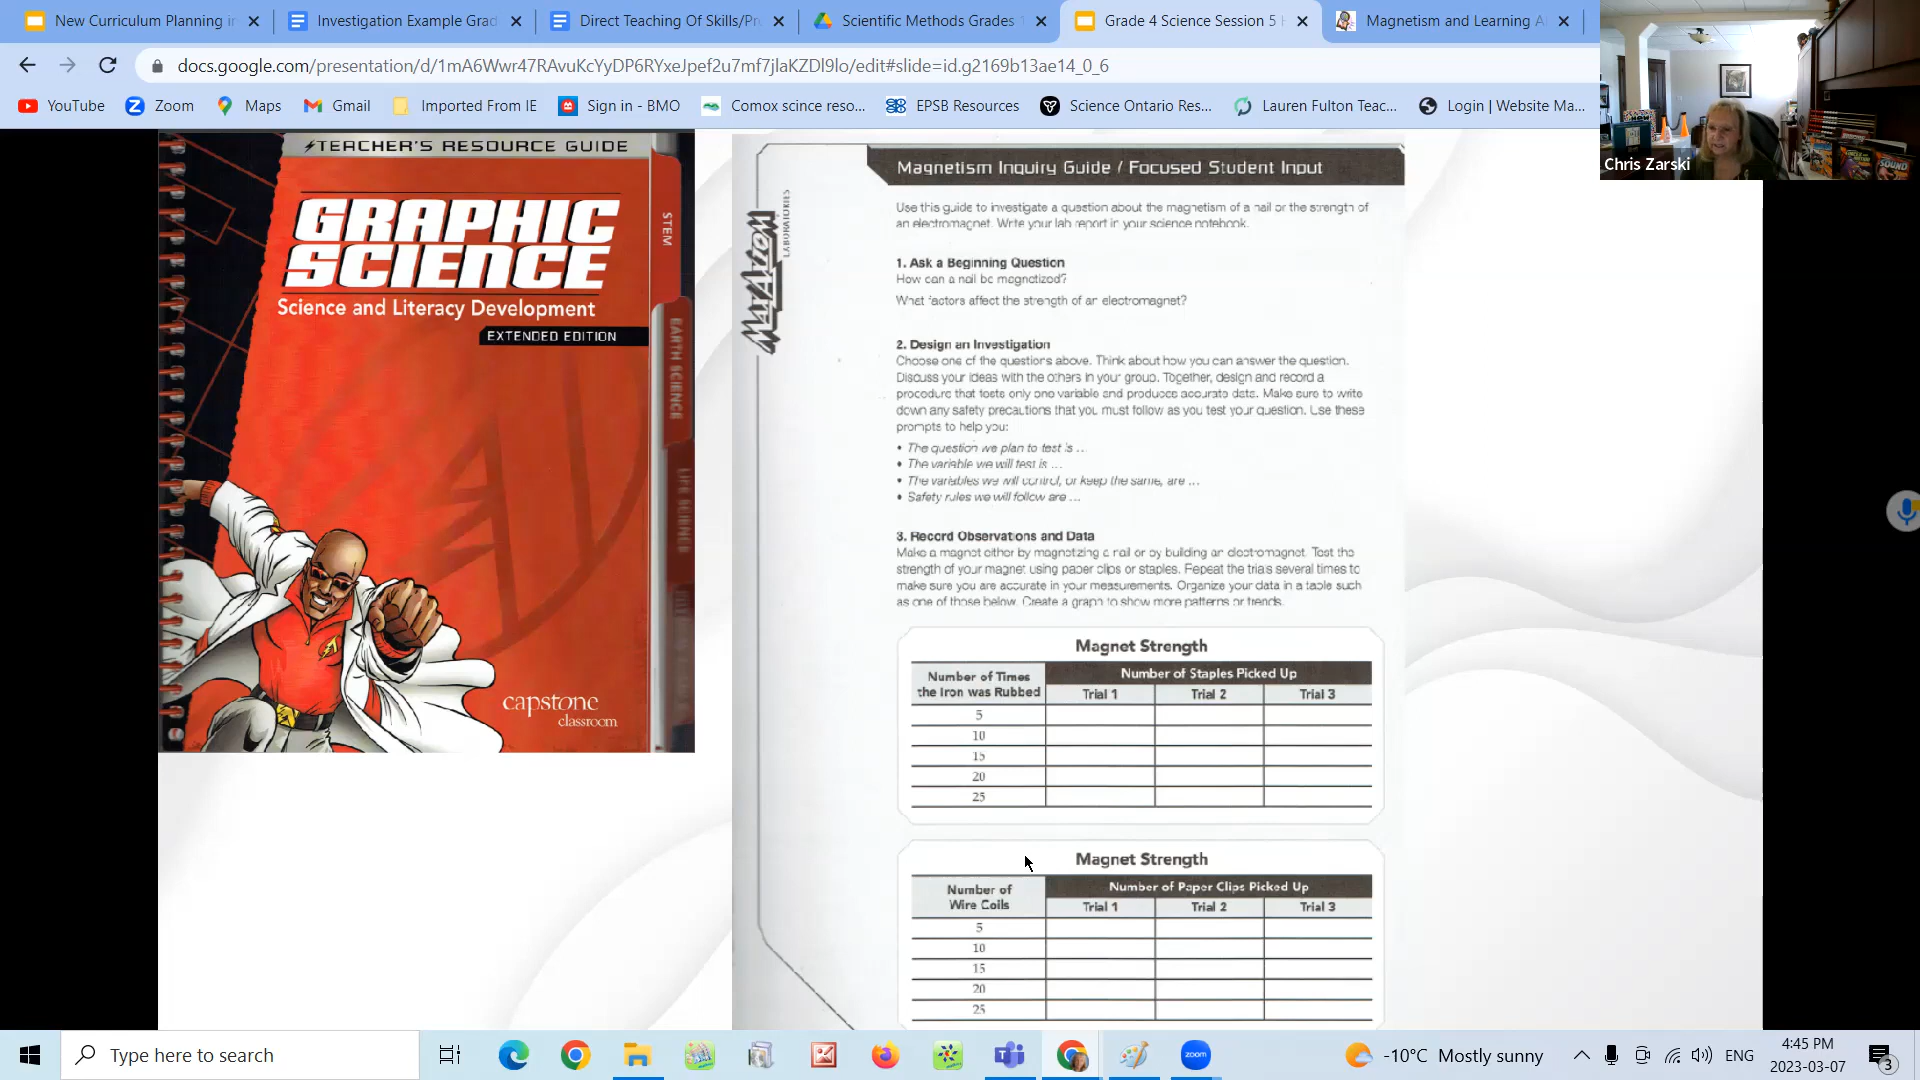 New Curriculum Planning in
Investigation Example Grad
Direct Teaching Of Skills/Pr
Scientific Methods Grades 1
Grade 4 Science Session 5
Magnetism and Learning A
docs.google.com/presentation/d/1mA6Wwr47RAvuKcYyDP6RYxeJpef2u7mf7jlaKZDl9lo/edit#slide=id.g2169b13ae14_0_6
YouTube
Zoom
Maps
Gmail
Imported From IE
Sign in - BMO
Comox scince reso...
EPSB Resources
Science Ontario Res...
Lauren Fulton Teac...
Login | Website Ma...
Chris Zarski
TEACHER'S RESOURCE GUIDE
GRAPHIC
SCIENCE
Science and Literacy Development
EXTENDED EDITION
STEM
EARTH SCIENCE
LIFE SCIENCE
capstone
classroom
MAX AXIOM
LABORATORIES
Magnetism Inquiry Guide / Focused Student Input
Use this guide to investigate a question about the magnetism of a nail or the strength of
an electromagnet. Write your lab report in your science notebook.
1. Ask a Beginning Question
How can a nail be magnetized?
What factors affect the strength of an electromagnet?
2. Design an Investigation
Choose one of the questions above. Think about how you can answer the question.
Discuss your ideas with the others in your group. Together, design and record a
procedure that tests only one variable and produces accurate data. Make sure to write
down any safety precautions that you must follow as you test your question. Use these
prompts to help you:
• The question we plan to test is ...
• The variable we will test is ...
• The variables we will control, or keep the same, are ...
• Safety rules we will follow are ...
3. Record Observations and Data
Make a magnet either by magnetizing a nail or by building an electromagnet. Test the
strength of your magnet using paper clips or staples. Repeat the trials several times to
make sure you are accurate in your measurements. Organize your data in a table such
as one of those below. Create a graph to show more patterns or trends.
Magnet Strength
Number of Times
the Iron was Rubbed
Number of Staples Picked Up
Trial 1 Trial 2 Trial 3
5
10
15
20
25
Magnet Strength
Number of
Wire Coils
Number of Paper Clips Picked Up
Trial 1 Trial 2 Trial 3
5
10
15
20
25
SOUND
Type here to search
zoom
-10°C Mostly sunny
ENG
4:45 PM
2023-03-07
3